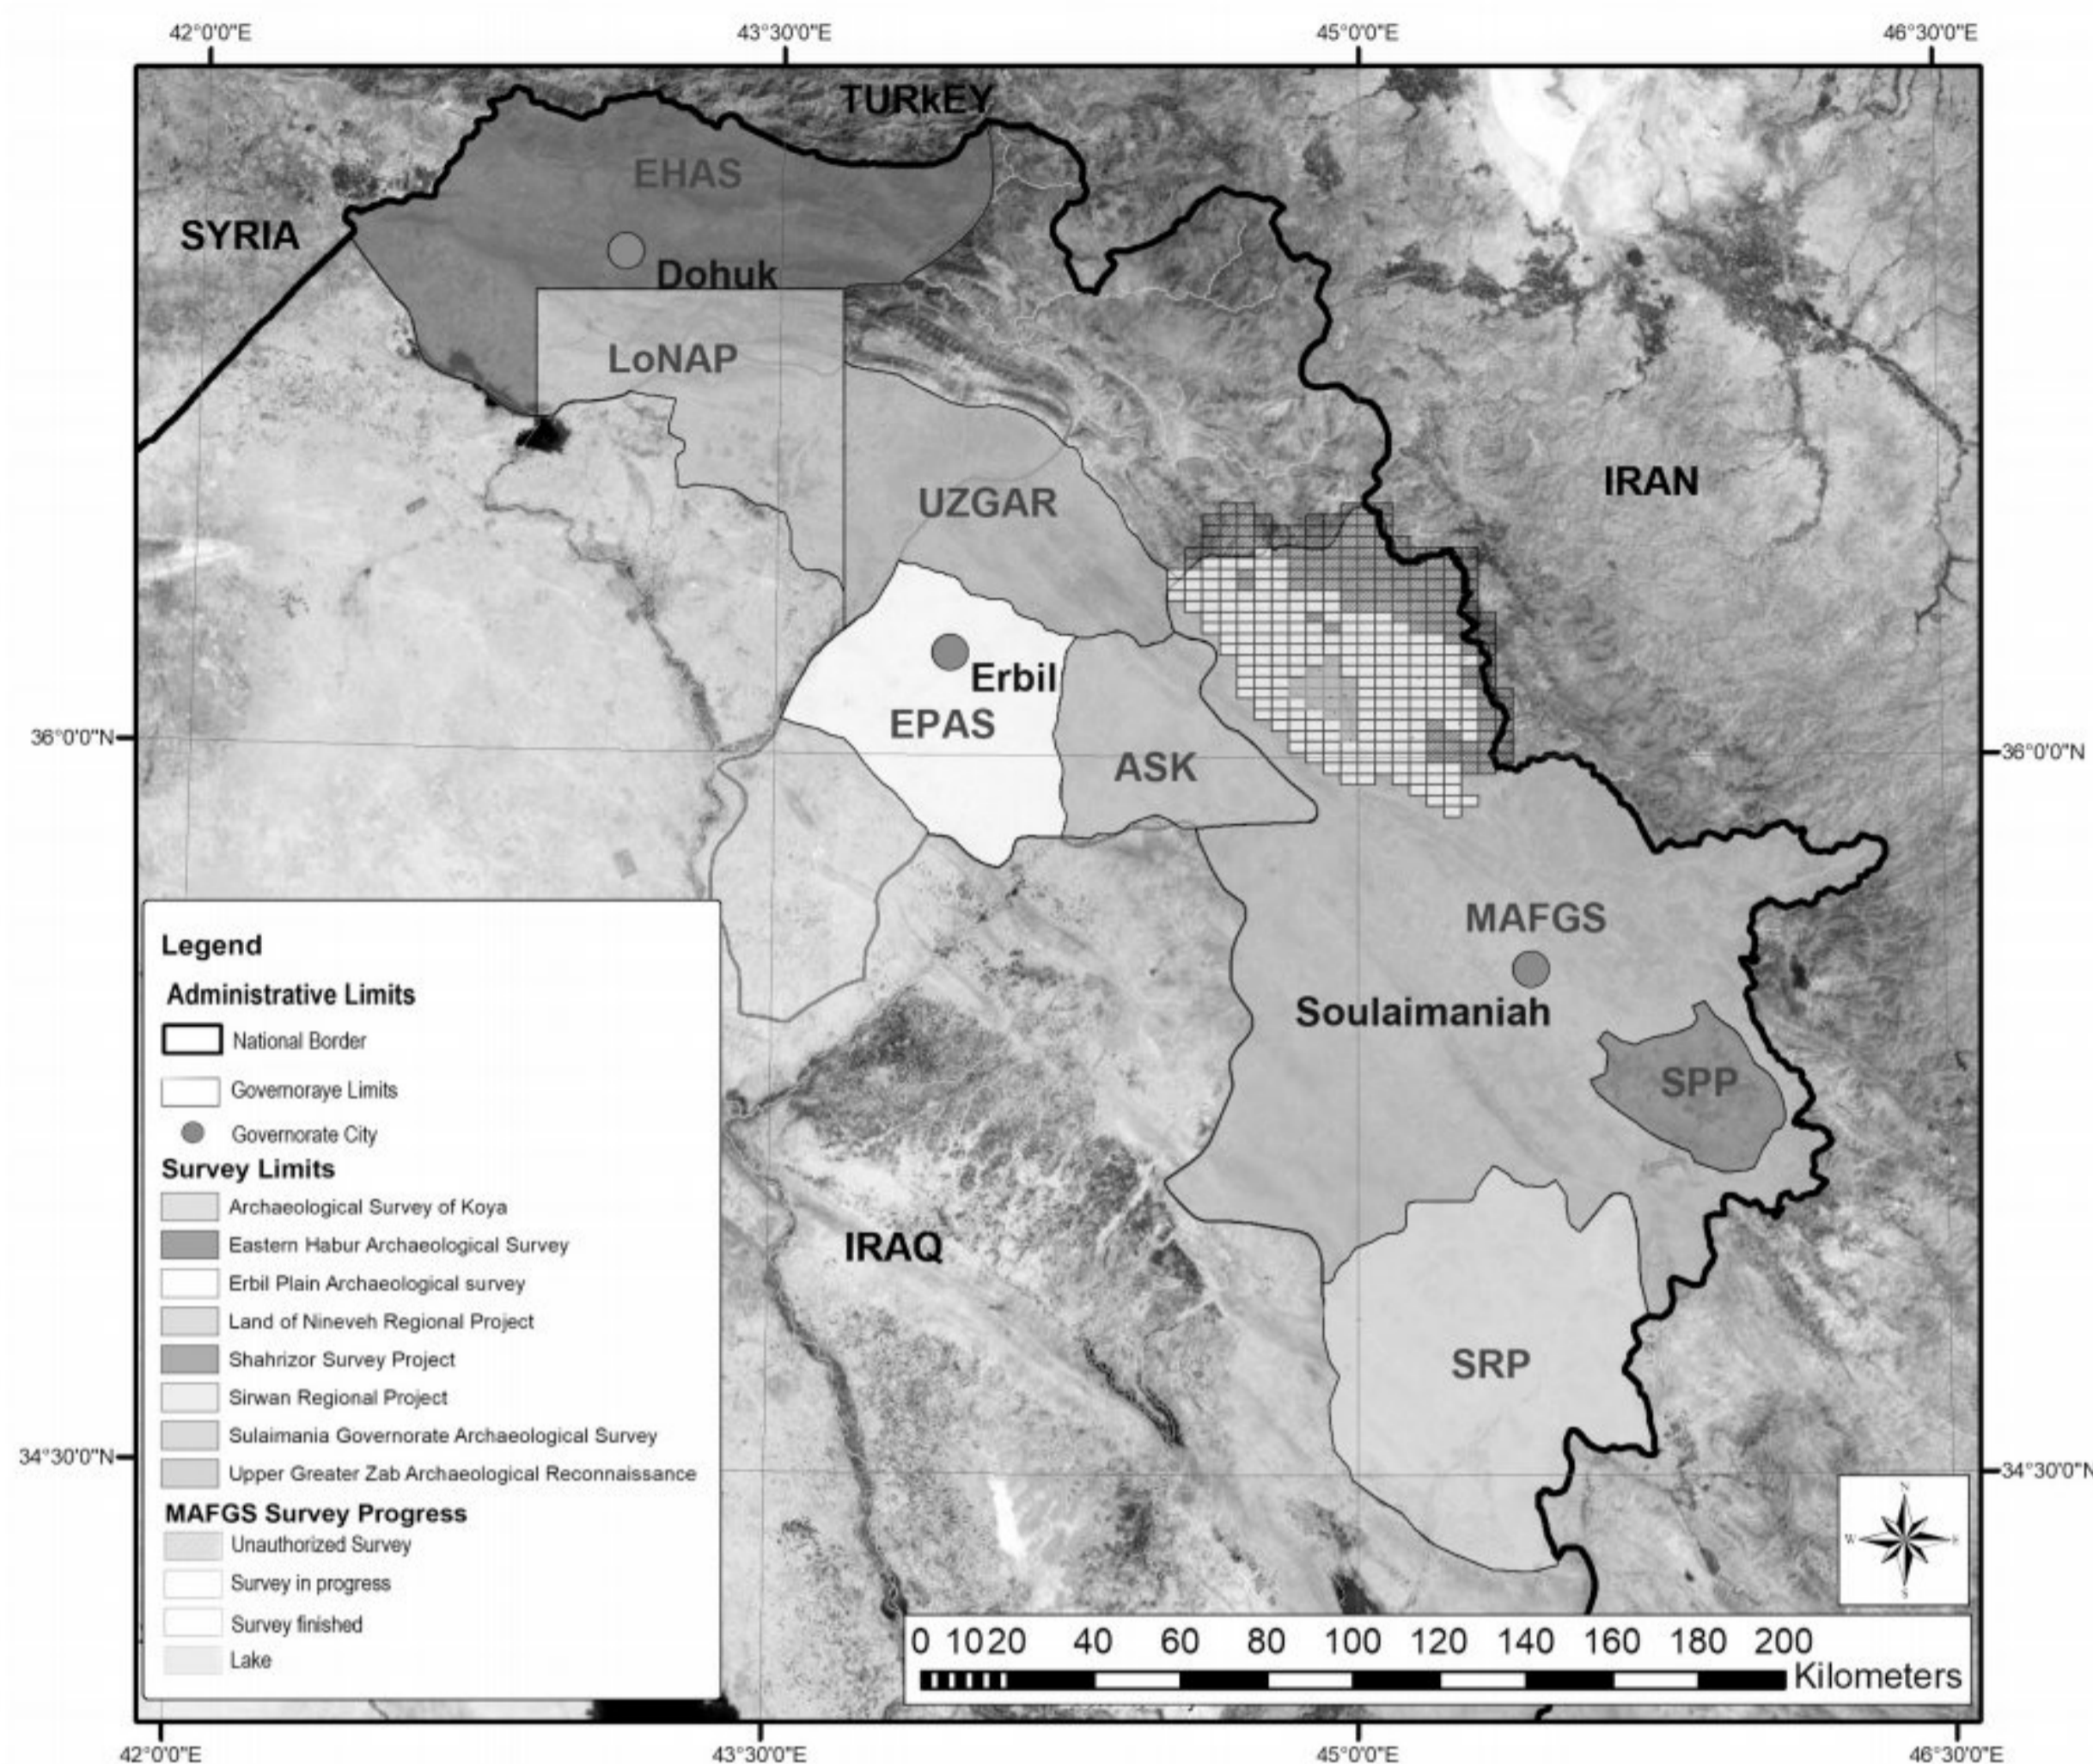 42°0'0"E 43°30'0"E 45°0'0"E 46°30'0"E
TURkEY
EHAS
SYRIA
Dohuk
LoNAP
IRAN
UZGAR
Erbil
EPAS
36°0'0"N 36°0'0"N
ASK
MAFGS
Soulaimaniah
SPP
IRAQ
SRP
Legend
Administrative Limits
National Border
Governoraye Limits
Governorate City
Survey Limits
Archaeological Survey of Koya
Eastern Habur Archaeological Survey
Erbil Plain Archaeological survey
Land of Nineveh Regional Project
Shahrizor Survey Project
Sirwan Regional Project
Sulaimania Governorate Archaeological Survey
Upper Greater Zab Archaeological Reconnaissance
MAFGS Survey Progress
Unauthorized Survey
Survey in progress
Survey finished
Lake
34°30'0"N 34°30'0"N
N
W E
S
0 10 20 40 60 80 100 120 140 160 180 200
Kilometers
42°0'0"E 43°30'0"E 45°0'0"E 46°30'0"E